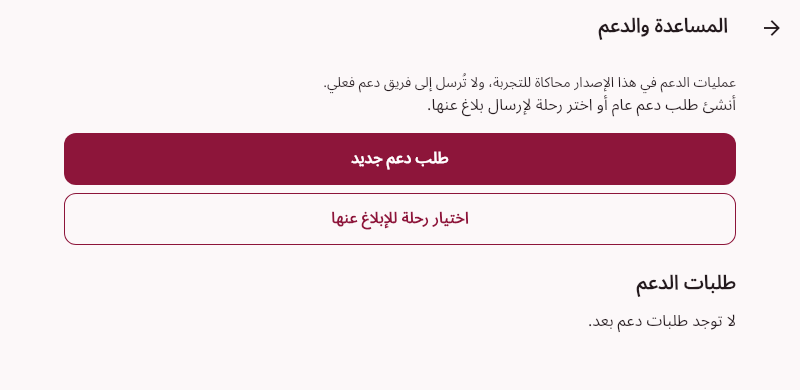 المساعدة والدعم
عمليات الدعم في هذا الإصدار محاكاة للتجربة، ولا تُرسل إلى فريق دعم فعلي.
أنشئ طلب دعم عام أو اختر رحلة لإرسال بلاغ عنها.
طلب دعم جديد
اختيار رحلة للإبلاغ عنها
طلبات الدعم
لا توجد طلبات دعم بعد.